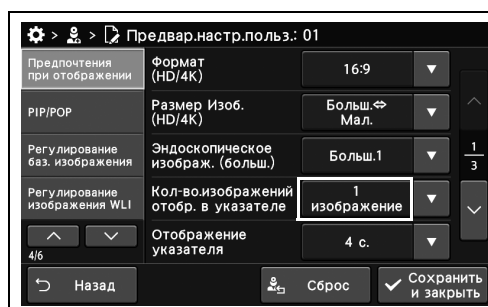 > > Предвар.настр.польз.: 01
Предпочтения
при отображении
PIP/POP
Регулирование
баз. изображения
Регулирование
изображения WLI
4/6
Формат
(HD/4K)
16:9
Размер Изоб.
(HD/4K)
Больш.⇔
Мал.
Эндоскопическое
изображ. (больш.)
Больш.1
Кол-во.изображений
отобр. в указателе
1
изображение
Отображение
указателя
4 с.
1
3
Назад
Сброс
Сохранить
и закрыть